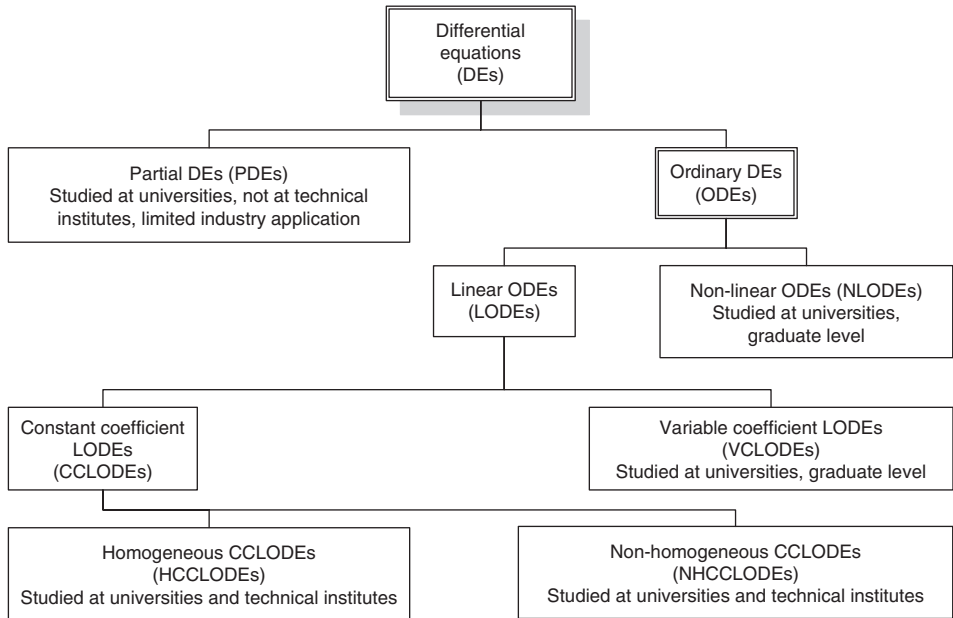 Differential
equations
(DEs)
Partial DEs (PDEs)
Studied at universities, not at technical
institutes, limited industry application
Ordinary DEs
(ODEs)
Linear ODEs
(LODEs)
Non-linear ODEs (NLODEs)
Studied at universities,
graduate level
Constant coefficient
LODEs
(CCLODEs)
Variable coefficient LODEs
(VCLODEs)
Studied at universities, graduate level
Homogeneous CCLODEs
(HCCLODEs)
Studied at universities and technical institutes
Non-homogeneous CCLODEs
(NHCCLODEs)
Studied at universities and technical institutes